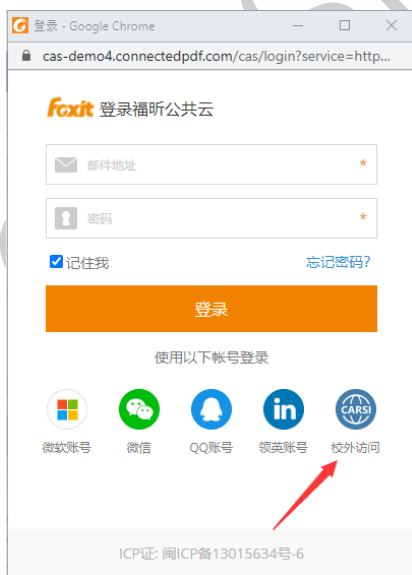 登录 - Google Chrome
cas-demo4.connectedpdf.com/cas/login?service=http...
Foxit 登录福昕公共云
邮件地址 *
密码 *
记住我 忘记密码?
登录
使用以下帐号登录
in CARSI
微软账号 微信 QQ账号 领英账号 校外访问
ICP证: 闽ICP备13015634号-6